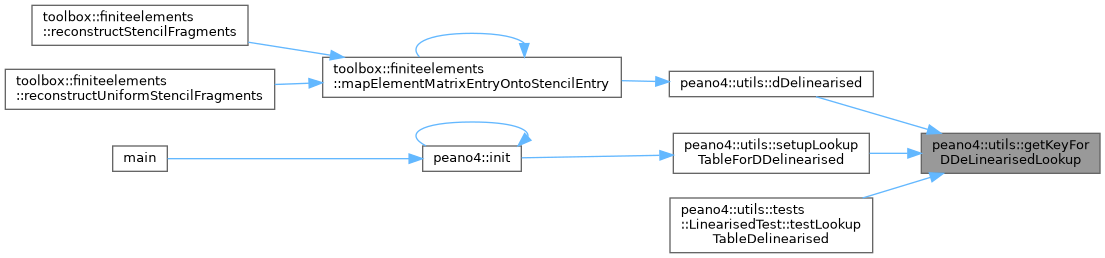 toolbox::finiteelements
::reconstructStencilFragments
toolbox::finiteelements
::reconstructUniformStencilFragments
toolbox::finiteelements
::mapElementMatrixEntryOntoStencilEntry
peano4::utils::dDelinearised
main
peano4::init
peano4::utils::setupLookup
TableForDDelinearised
peano4::utils::getKeyFor
DDeLinearisedLookup
peano4::utils::tests
::LinearisedTest::testLookup
TableDelinearised